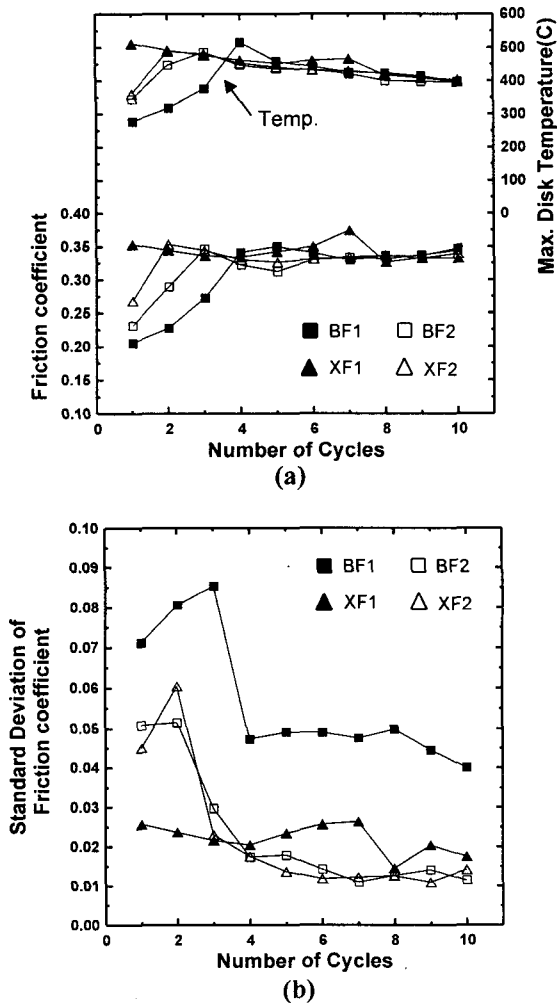 600
500
400
300
200
100
0
Max. Disk Temperature(C)
Temp.
0.40
0.35
0.30
0.25
0.20
0.15
0.10
Friction coefficient
BF1 BF2
XF1 XF2
0 2 4 6 8 10
Number of Cycles
(a)
0.10
0.09
0.08
0.07
0.06
0.05
0.04
0.03
0.02
0.01
0.00
Standard Deviation of
Friction coefficient
BF1 BF2
XF1 XF2
0 2 4 6 8 10
Number of Cycles
(b)